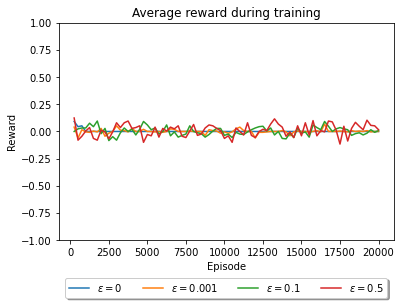 Average reward during training
Reward
1.00
0.75
0.50
0.25
0.00
−0.25
−0.50
−0.75
−1.00
0 2500 5000 7500 10000 12500 15000 17500 20000
Episode
ε = 0 ε = 0.001 ε = 0.1 ε = 0.5